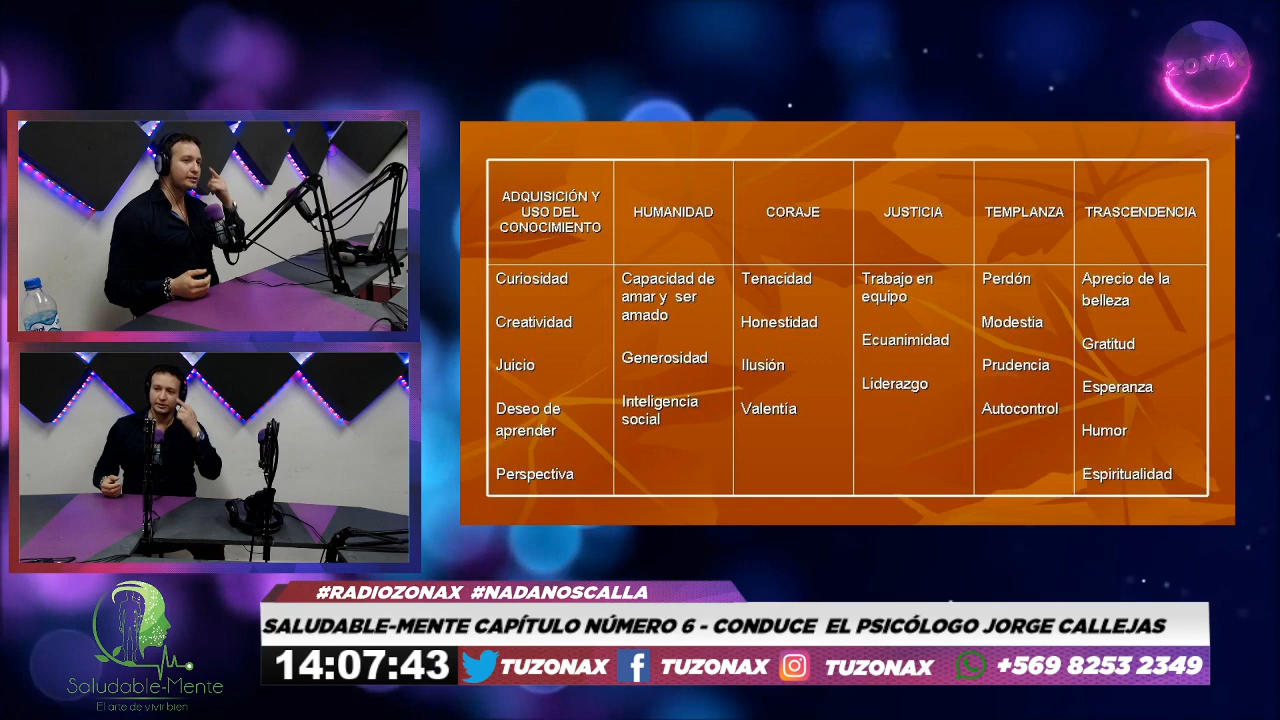 ZONAX
ADQUISICIÓN Y
USO DEL
CONOCIMIENTO
HUMANIDAD
CORAJE
JUSTICIA
TEMPLANZA
TRASCENDENCIA
Curiosidad
Creatividad
Juicio
Deseo de
aprender
Perspectiva
Capacidad de
amar y ser
amado
Generosidad
Inteligencia
social
Tenacidad
Honestidad
Ilusión
Valentía
Trabajo en
equipo
Ecuanimidad
Liderazgo
Perdón
Modestia
Prudencia
Autocontrol
Aprecio de la
belleza
Gratitud
Esperanza
Humor
Espiritualidad
#RADIOZONAX #NADANOSCALLA
SALUDABLE-MENTE CAPÍTULO NÚMERO 6 - CONDUCE EL PSICÓLOGO JORGE CALLEJAS
14:07:43 TUZONAX TUZONAX TUZONAX +569 8253 2349
Saludable-Mente
El arte de vivir bien